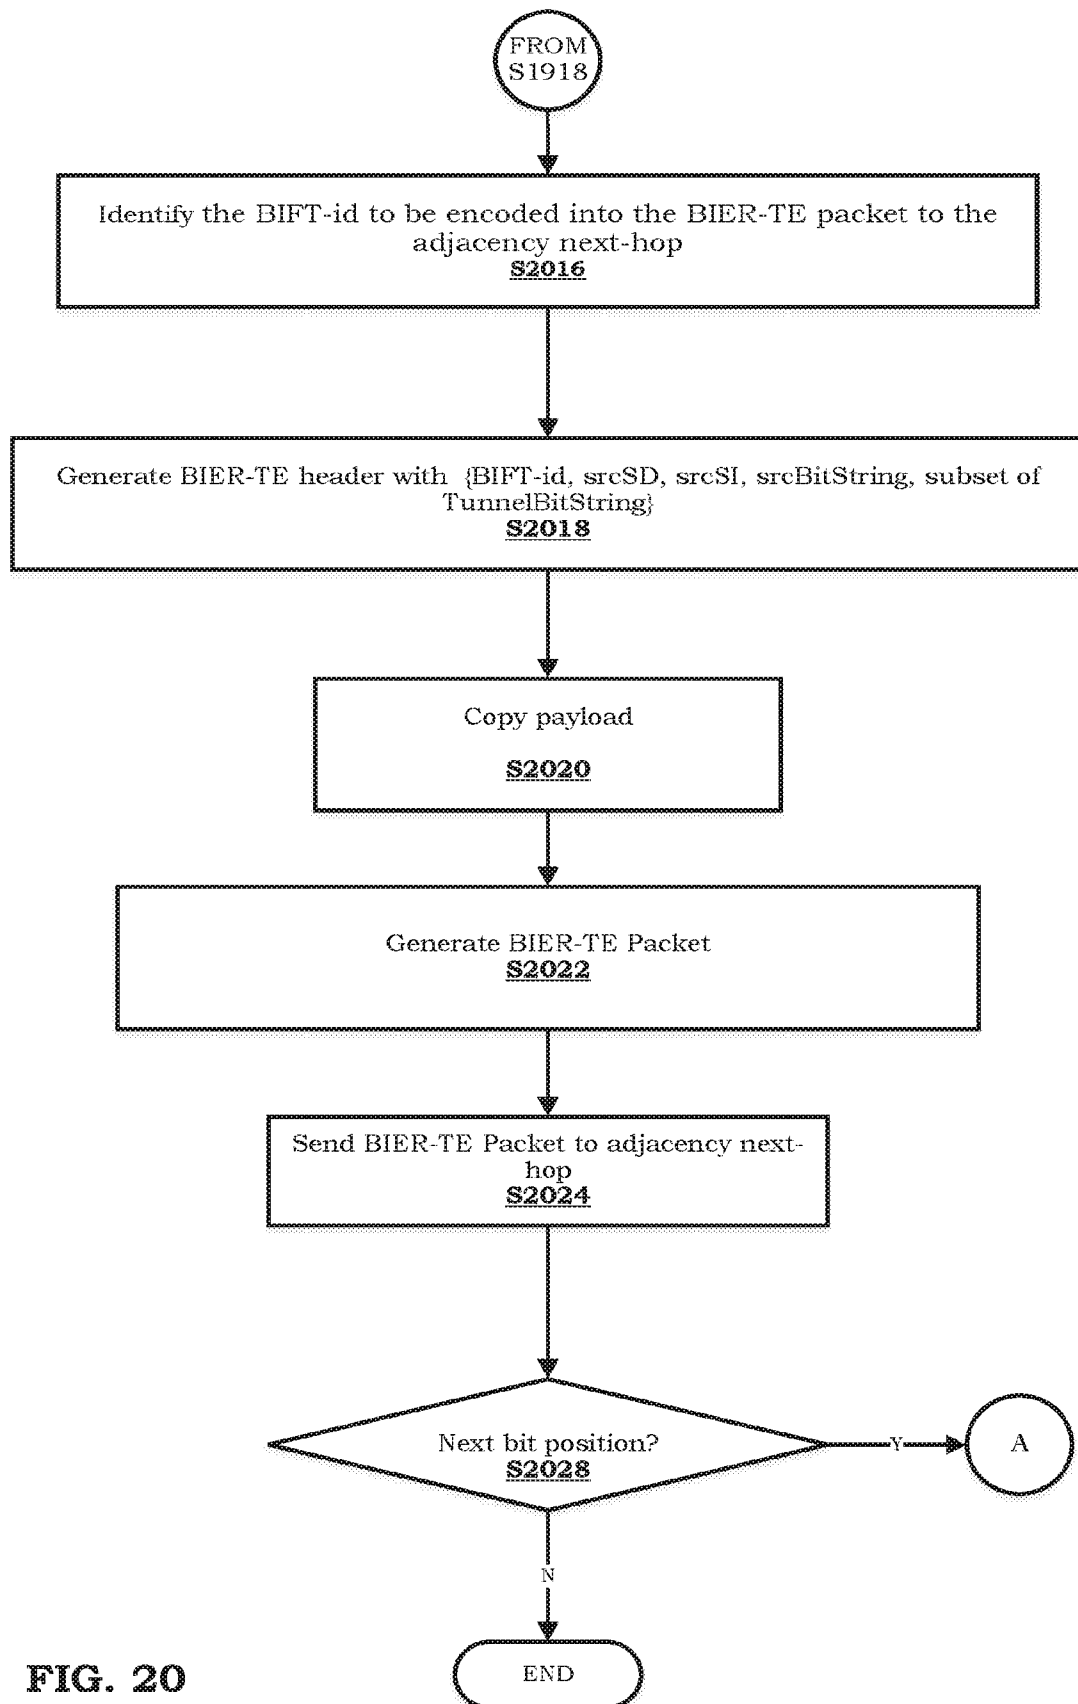 FROM
S1918
Identify the BIFT-id to be encoded into the BIER-TE packet to the
adjacency next-hop
S2016
Generate BIER-TE header with {BIFT-id, srcSD, srcSI, srcBitString, subset of
TunnelBitString}
S2018
Copy payload
S2020
Generate BIER-TE Packet
S2022
Send BIER-TE Packet to adjacency next-
hop
S2024
Next bit position?
S2028
Y
A
N
END
FIG. 20